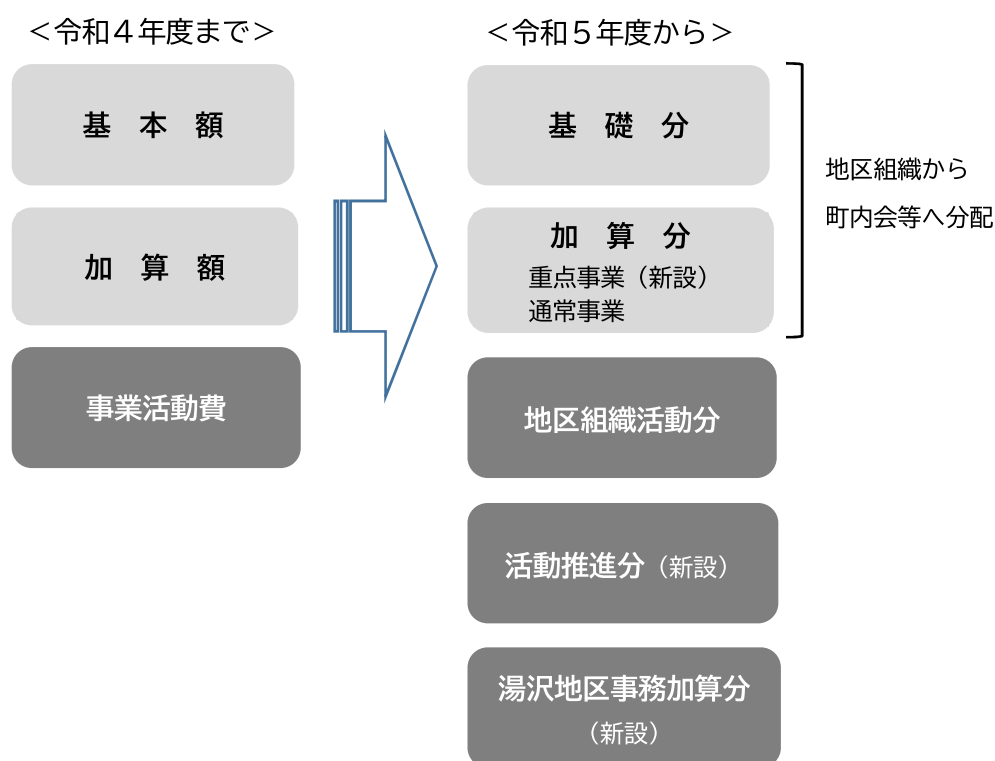 ＜令和４年度まで＞
基　本　額
加　算　額
事業活動費
＜令和５年度から＞
基　礎　分
加　算　分
重点事業（新設）
通常事業
地区組織から
町内会等へ分配
地区組織活動分
活動推進分（新設）
湯沢地区事務加算分
（新設）